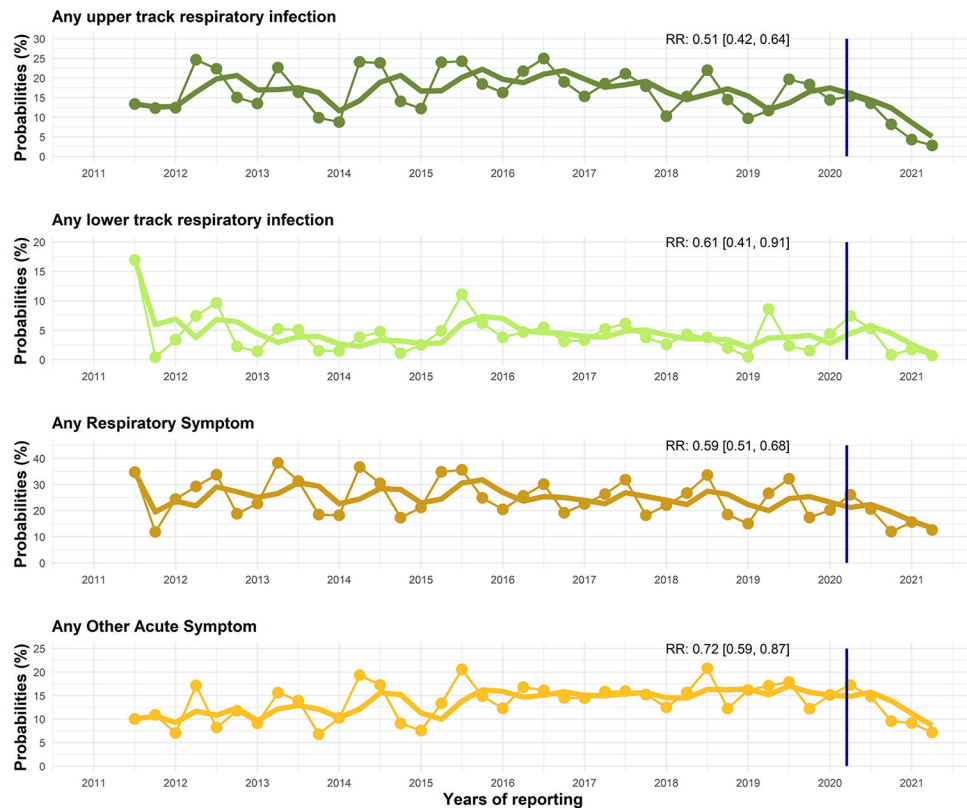 Any upper track respiratory infection
RR: 0.51 [0.42, 0.64]
Probabilities (%)
30
25
20
15
10
5
0
2011 2012 2013 2014 2015 2016 2017 2018 2019 2020 2021
Any lower track respiratory infection
RR: 0.61 [0.41, 0.91]
Probabilities (%)
20
15
10
5
0
2011 2012 2013 2014 2015 2016 2017 2018 2019 2020 2021
Any Respiratory Symptom
RR: 0.59 [0.51, 0.68]
Probabilities (%)
40
30
20
10
0
2011 2012 2013 2014 2015 2016 2017 2018 2019 2020 2021
Any Other Acute Symptom
RR: 0.72 [0.59, 0.87]
Probabilities (%)
25
20
15
10
5
0
2011 2012 2013 2014 2015 2016 2017 2018 2019 2020 2021
Years of reporting